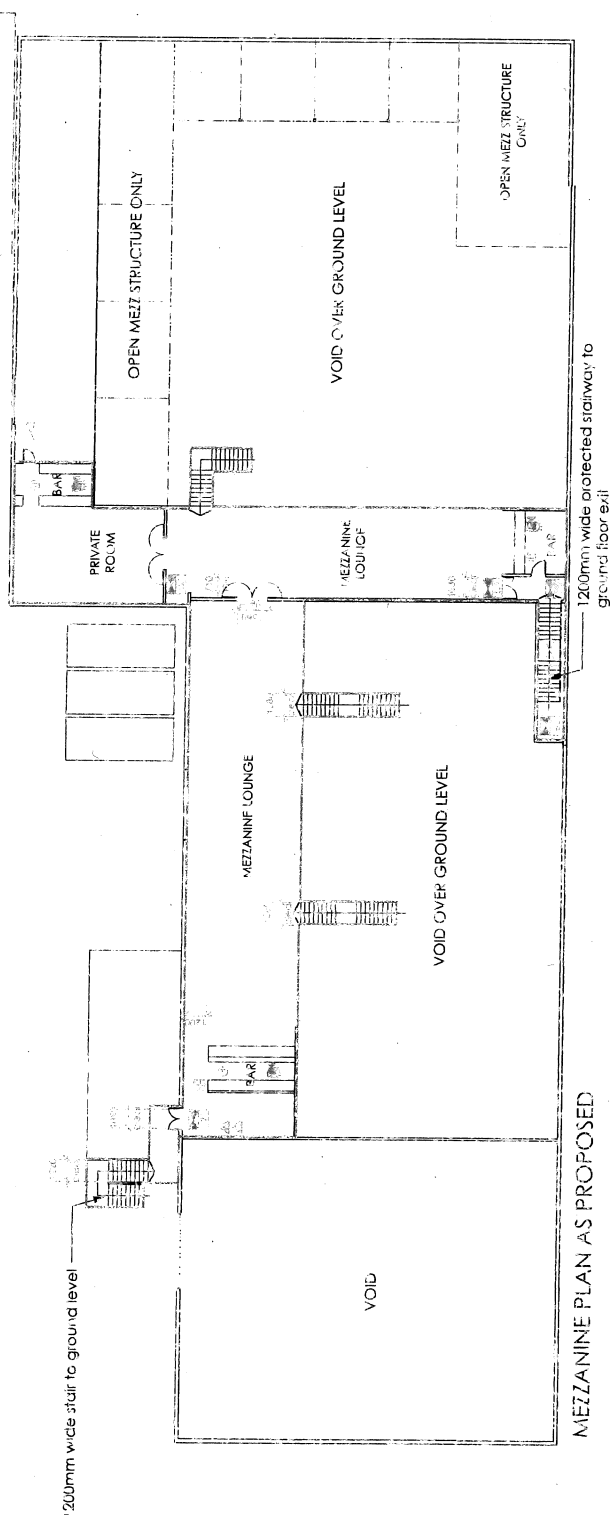 1200mm wide stair to ground level
VOID
MEZZANINE PLAN AS PROPOSED
BAR
MEZZANINE LOUNGE
VOID OVER GROUND LEVEL
1200mm wide protected stairway to
ground floor exit
PRIVATE
ROOM
BAR
MEZZANINE
LOUNGE
BAR
OPEN MEZZ STRUCTURE ONLY
VOID OVER GROUND LEVEL
OPEN MEZZ STRUCTURE
ONLY